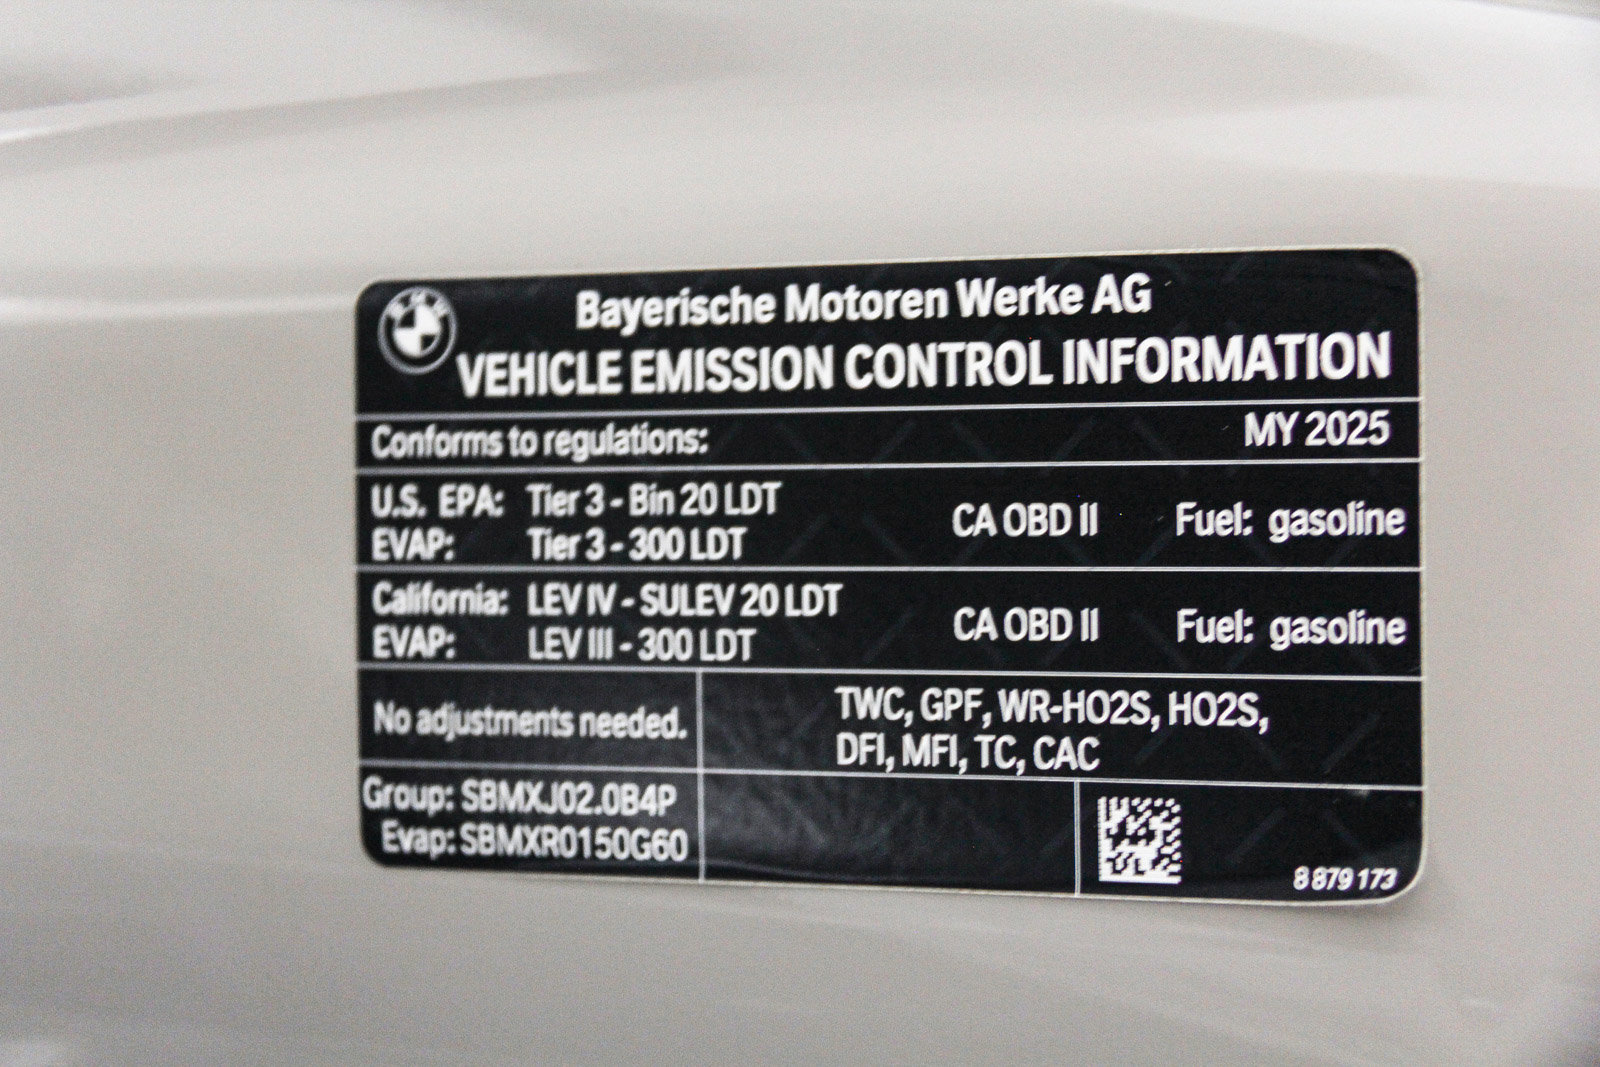 BMW
Bayerische Motoren Werke AG
VEHICLE EMISSION CONTROL INFORMATION
Conforms to regulations: MY 2025
U.S. EPA: Tier 3 - Bin 20 LDT CA OBD II Fuel: gasoline
EVAP: Tier 3 - 300 LDT
California: LEV IV - SULEV 20 LDT CA OBD II Fuel: gasoline
EVAP: LEV III - 300 LDT
No adjustments needed. TWC, GPF, WR-HO2S, HO2S,
DFI, MFI, TC, CAC
Group: SBMXJ02.0B4P
Evap: SBMXR0150G60
8 879 173